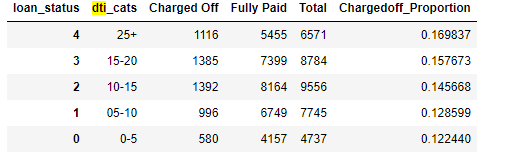 loan_status dti_cats Charged Off Fully Paid Total Chargedoff_Proportion
4 25+ 1116 5455 6571 0.169837
3 15-20 1385 7399 8784 0.157673
2 10-15 1392 8164 9556 0.145668
1 05-10 996 6749 7745 0.128599
0 0-5 580 4157 4737 0.122440